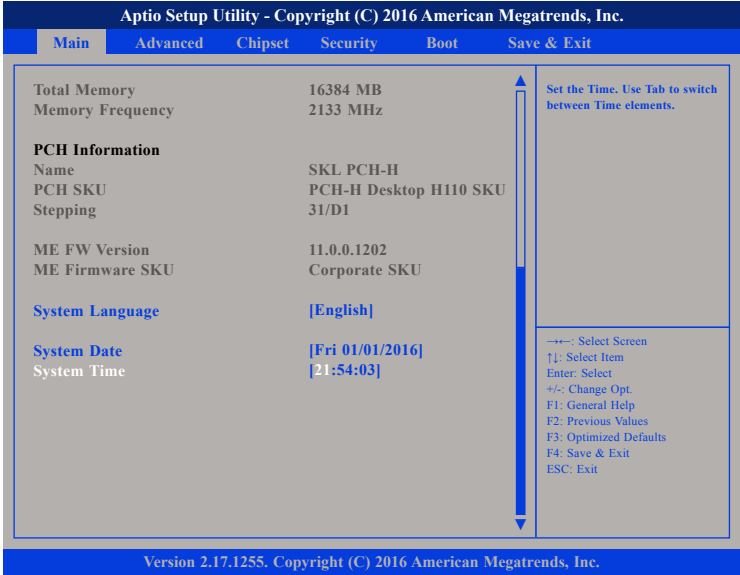 Aptio Setup Utility - Copyright (C) 2016 American Megatrends, Inc.
Main Advanced Chipset Security Boot Save & Exit
Total Memory 16384 MB
Memory Frequency 2133 MHz
PCH Information
Name SKL PCH-H
PCH SKU PCH-H Desktop H110 SKU
Stepping 31/D1
ME FW Version 11.0.0.1202
ME Firmware SKU Corporate SKU
System Language [English]
System Date [Fri 01/01/2016]
System Time [21:54:03]
Set the Time. Use Tab to switch
between Time elements.
→←: Select Screen
↑↓: Select Item
Enter: Select
+/-: Change Opt.
F1: General Help
F2: Previous Values
F3: Optimized Defaults
F4: Save & Exit
ESC: Exit
Version 2.17.1255. Copyright (C) 2016 American Megatrends, Inc.